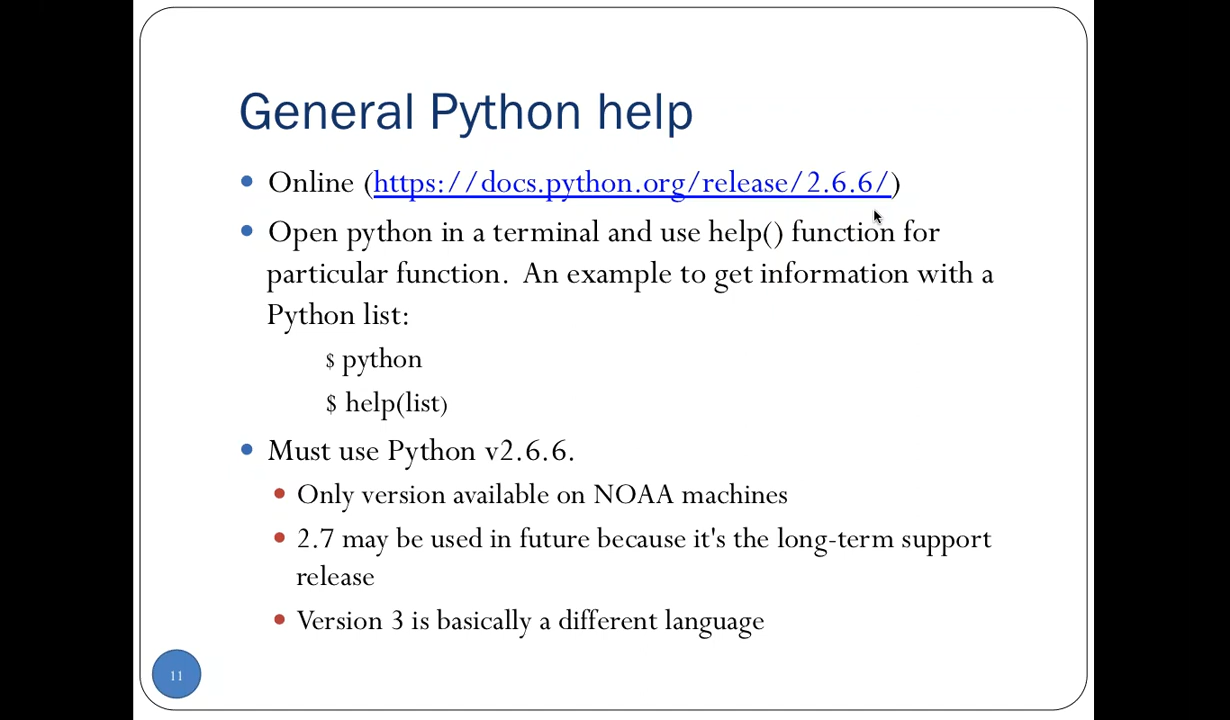 General Python help
• Online (https://docs.python.org/release/2.6.6/)
• Open python in a terminal and use help() function for
particular function.  An example to get information with a
Python list:
$ python
$ help(list)
• Must use Python v2.6.6.
• Only version available on NOAA machines
• 2.7 may be used in future because it's the long-term support
release
• Version 3 is basically a different language
11